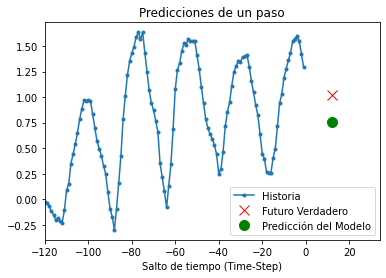 Predicciones de un paso
1.50
1.25
1.00
0.75
0.50
0.25
0.00
−0.25
−120 −100 −80 −60 −40 −20 0 20
Salto de tiempo (Time-Step)
Historia
Futuro Verdadero
Predicción del Modelo